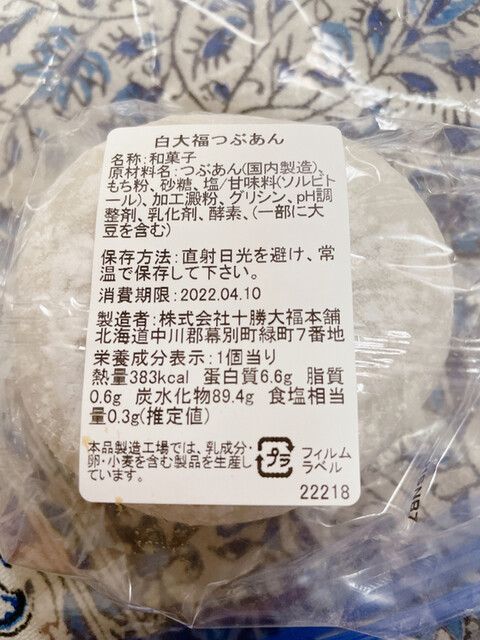 白大福つぶあん
名称:和菓子
原材料名:つぶあん(国内製造)、
もち粉、砂糖、塩/甘味料(ソルビト
ール)、加工澱粉、グリシン、pH調
整剤、乳化剤、酵素、(一部に大
豆を含む)
保存方法:直射日光を避け、常
温で保存して下さい。
消費期限:2022.04.10
製造者:株式会社十勝大福本舗
北海道中川郡幕別町緑町7番地
栄養成分表示:1個当り
熱量383kcal 蛋白質6.6g 脂質
0.6g 炭水化物89.4g 食塩相当
量0.3g(推定値)
本品製造工場では、乳成分・
卵・小麦を含む製品を生産し
ています。
プラ
フィルム
ラベル
22218